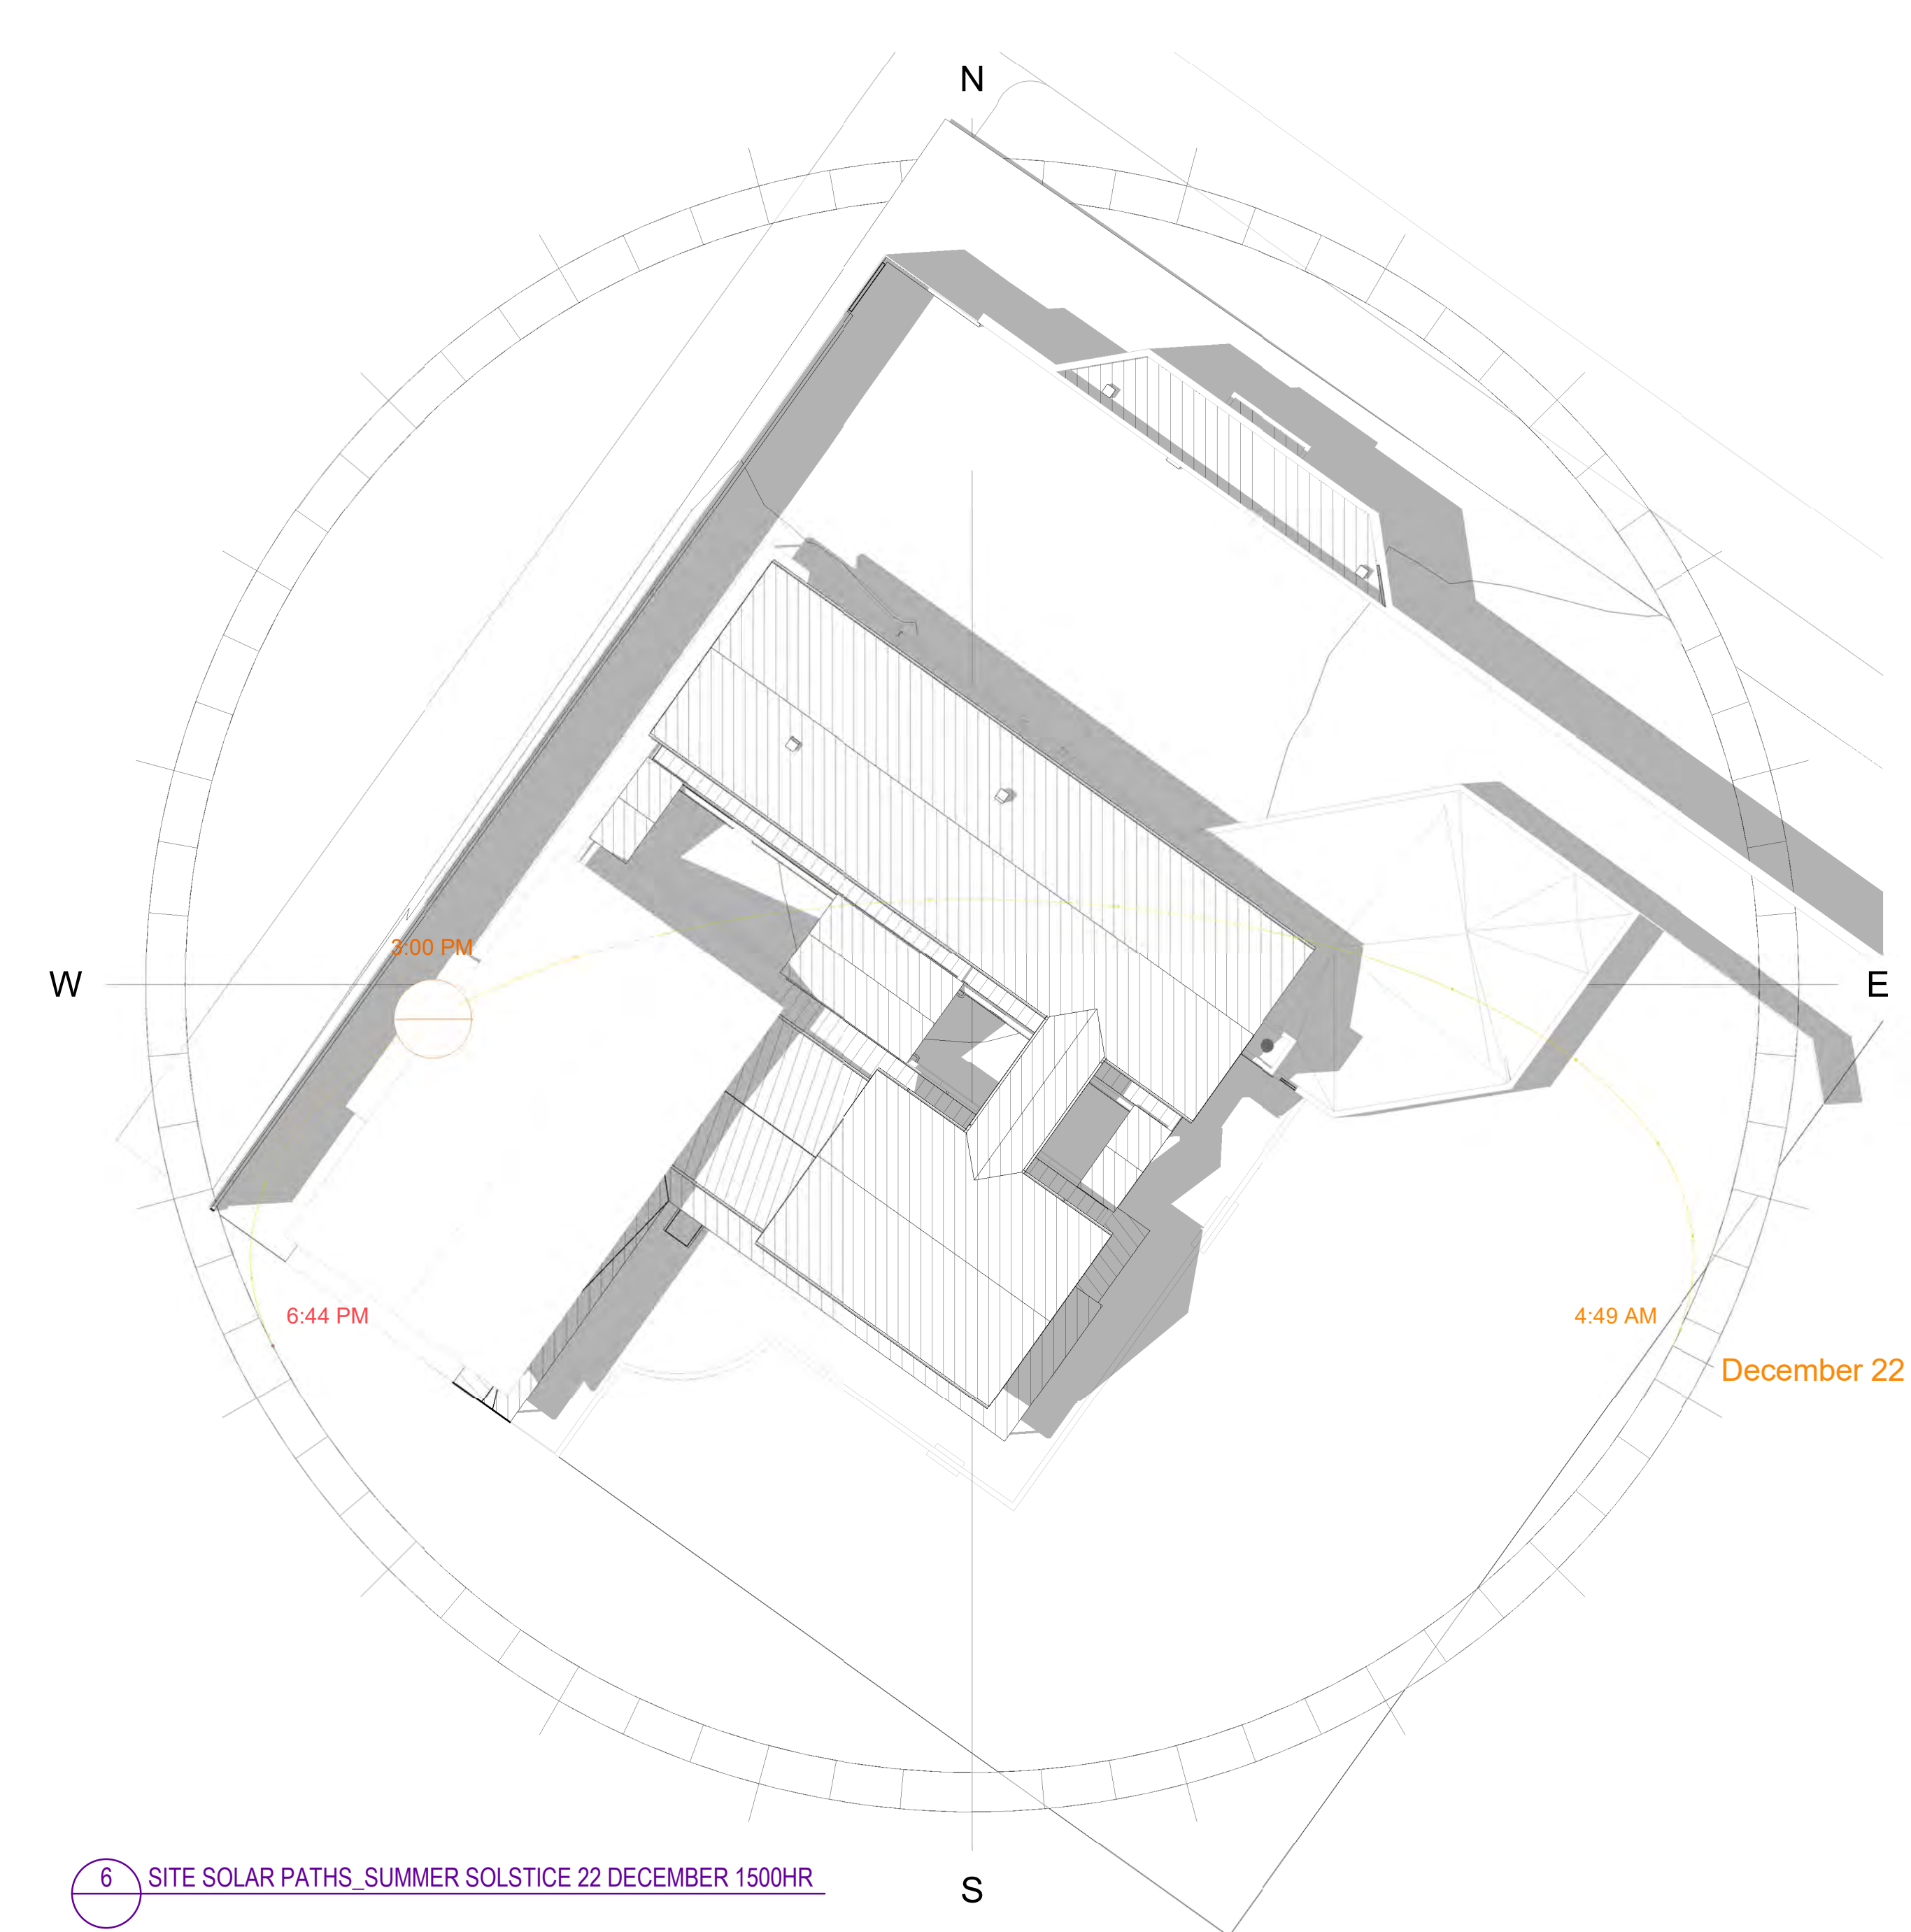 N
3:00 PM
W
E
6:44 PM
4:49 AM
December 22
6 SITE SOLAR PATHS_SUMMER SOLSTICE 22 DECEMBER 1500HR
S